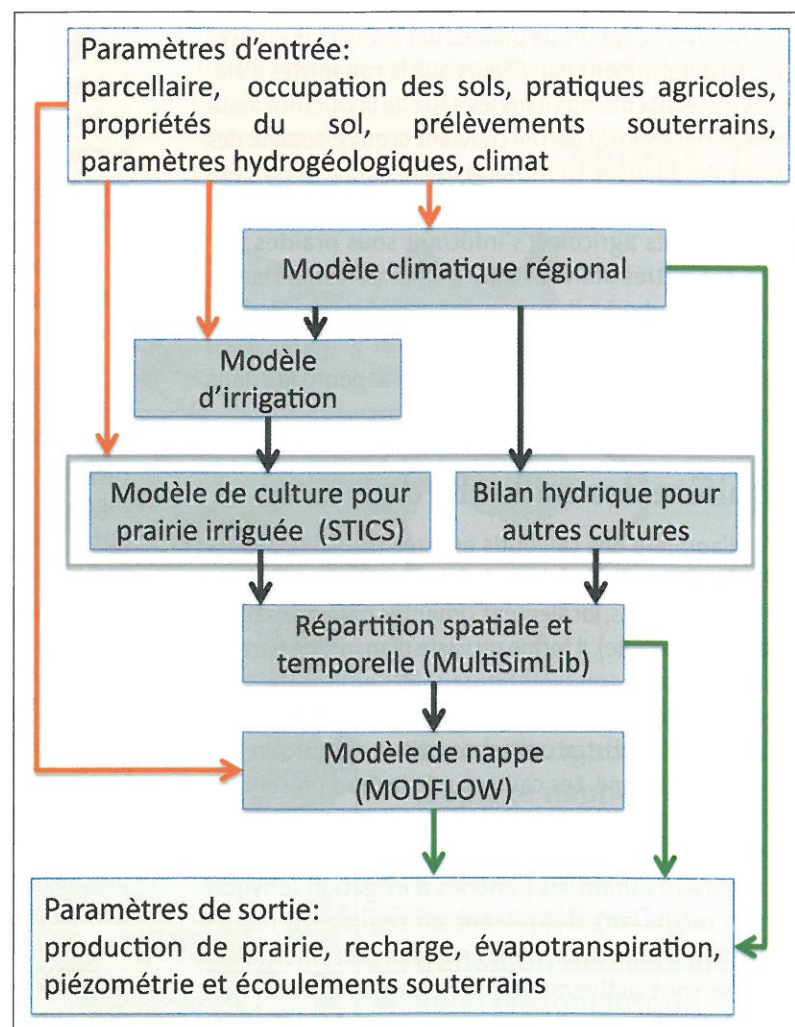 Paramètres d'entrée:
parcellaire, occupation des sols, pratiques agricoles,
propriétés du sol, prélèvements souterrains,
paramètres hydrogéologiques, climat
Modèle climatique régional
Modèle
d'irrigation
Modèle de culture pour
prairie irriguée (STICS)
Bilan hydrique pour
autres cultures
Répartition spatiale et
temporelle (MultiSimLib)
Modèle de nappe
(MODFLOW)
Paramètres de sortie:
production de prairie, recharge, évapotranspiration,
piézométrie et écoulements souterrains